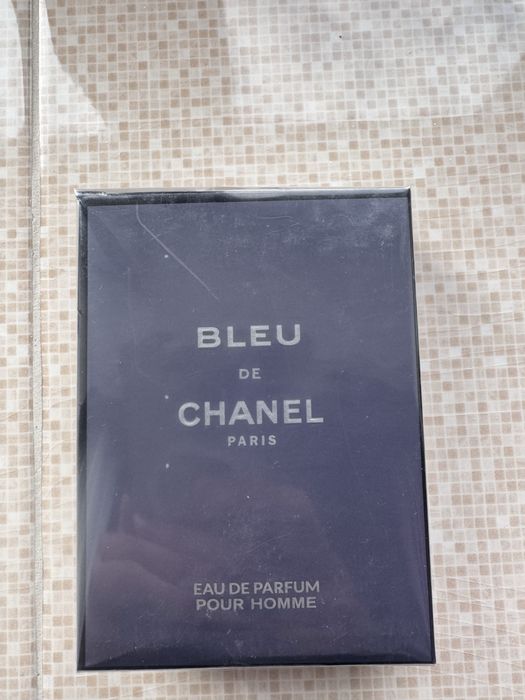 BLEU
DE
CHANEL
PARIS
EAU DE PARFUM
POUR HOMME